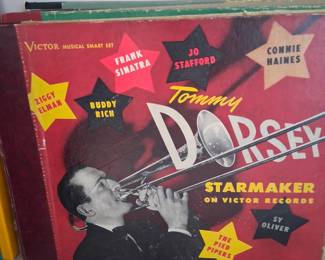 VICTOR MUSICAL SMART SET
FRANK
SINATRA
JO
STAFFORD
CONNIE
HAINES
ZIGGY
ELMAN
BUDDY
RICH
Tommy
DORSEY
STARMAKER
ON VICTOR RECORDS
SY
OLIVER
THE
PIED
PIPERS